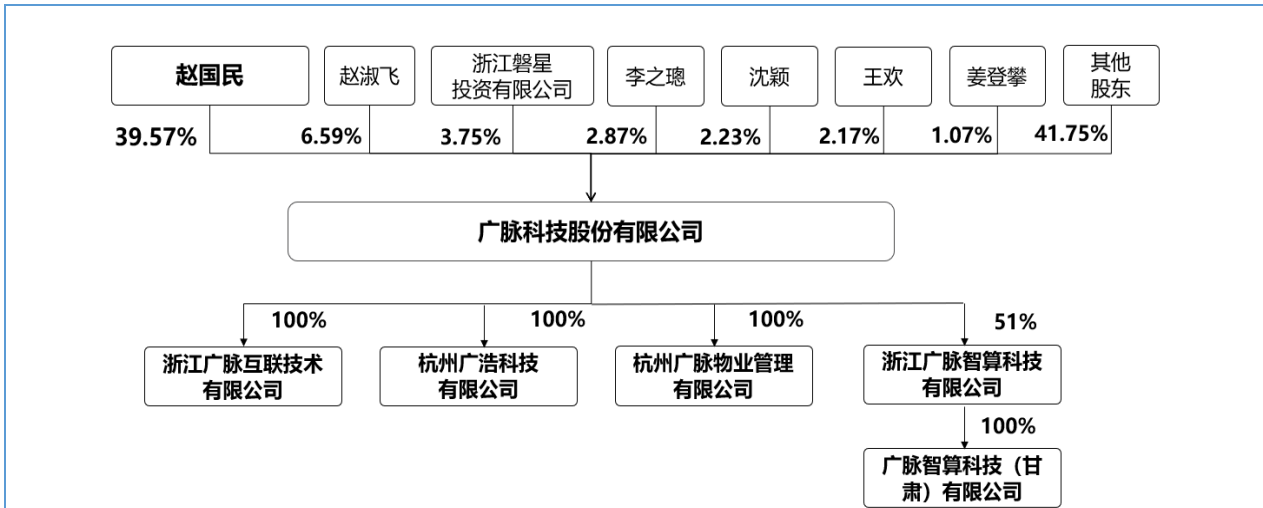 赵国民
赵淑飞
浙江磐星
投资有限公司
李之璁
沈颖
王欢
姜登攀
其他
股东
39.57%
6.59%
3.75%
2.87%
2.23%
2.17%
1.07%
41.75%
广脉科技股份有限公司
100%
100%
100%
51%
浙江广脉互联技术
有限公司
杭州广浩科技
有限公司
杭州广脉物业管理
有限公司
浙江广脉智算科技
有限公司
100%
广脉智算科技（甘
肃）有限公司